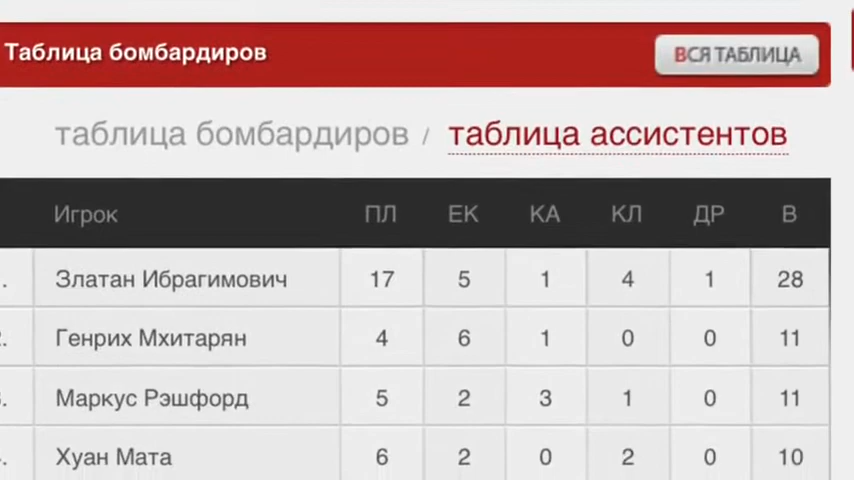 Таблица бомбардиров ВСЯ ТАБЛИЦА
таблица бомбардиров / таблица ассистентов
Игрок ПЛ ЕК КА КЛ ДР В
. Златан Ибрагимович 17 5 1 4 1 28
. Генрих Мхитарян 4 6 1 0 0 11
. Маркус Рэшфорд 5 2 3 1 0 11
. Хуан Мата 6 2 0 2 0 10